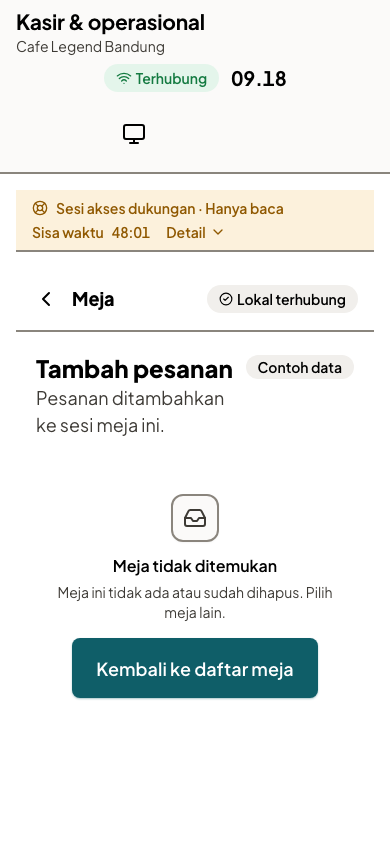 Kasir & operasional
Cafe Legend Bandung
Terhubung 09.18
Sesi akses dukungan · Hanya baca
Sisa waktu 48:01 Detail
Meja
Lokal terhubung
Tambah pesanan
Contoh data
Pesanan ditambahkan
ke sesi meja ini.
Meja tidak ditemukan
Meja ini tidak ada atau sudah dihapus. Pilih
meja lain.
Kembali ke daftar meja